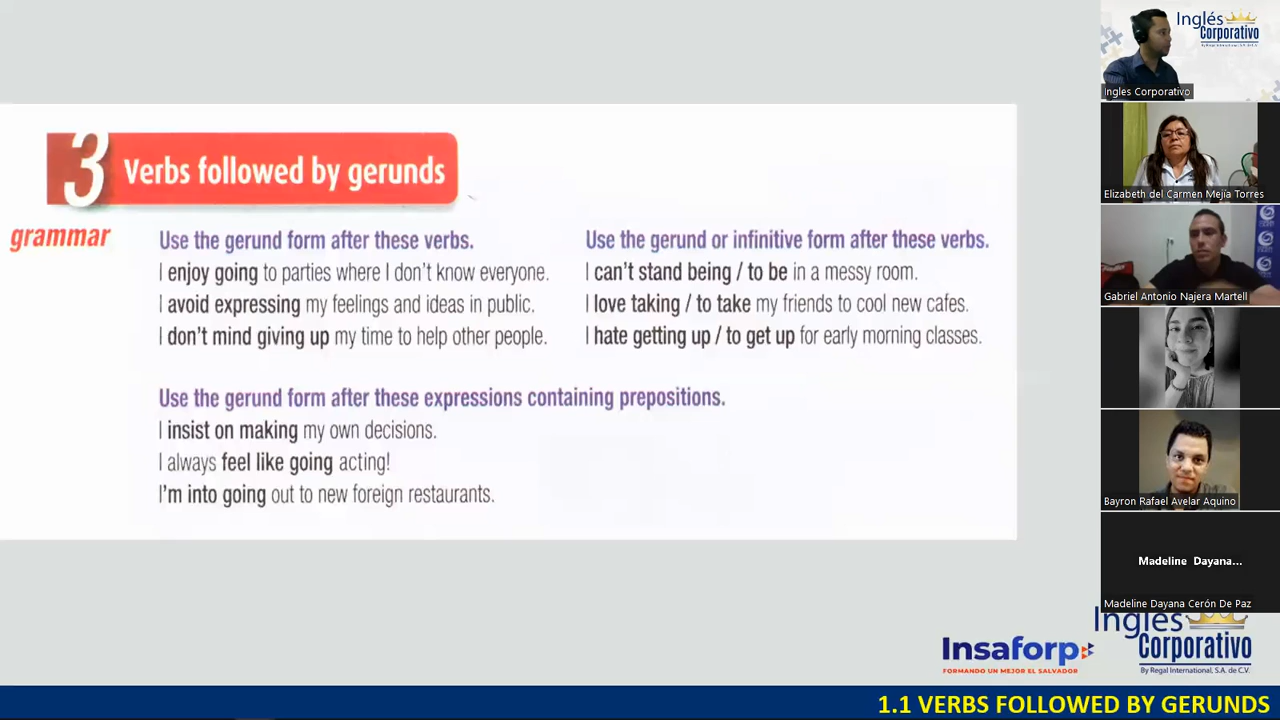 3 Verbs followed by gerunds
grammar
Use the gerund form after these verbs.
I enjoy going to parties where I don't know everyone.
I avoid expressing my feelings and ideas in public.
I don't mind giving up my time to help other people.
Use the gerund or infinitive form after these verbs.
I can't stand being / to be in a messy room.
I love taking / to take my friends to cool new cafes.
I hate getting up / to get up for early morning classes.
Use the gerund form after these expressions containing prepositions.
I insist on making my own decisions.
I always feel like going acting!
I'm into going out to new foreign restaurants.
Inglés
Corporativo
By Regal International, S.A. de C.V.
Ingles Corporativo
Elizabeth del Carmen Mejía Torres
Gabriel Antonio Najera Martell
Bayron Rafael Avelar Aquino
Madeline Dayana...
Madeline Dayana Cerón De Paz
Insaforp
FORMANDO UN MEJOR EL SALVADOR
Inglés
Corporativo
By Regal International, S.A. de C.V.
1.1 VERBS FOLLOWED BY GERUNDS